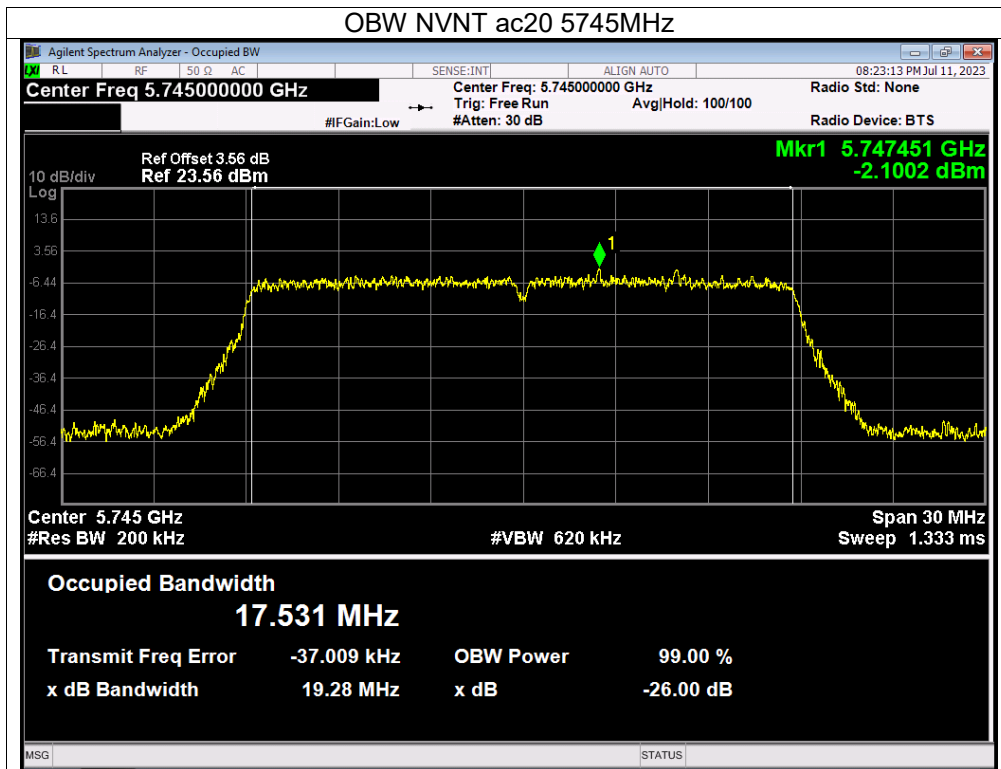 OBW NVNT ac20 5745MHz
Agilent Spectrum Analyzer - Occupied BW
LXI RL RF 50 Ω AC SENSE:INT ALIGN AUTO 08:23:13 PM Jul 11, 2023
Center Freq 5.745000000 GHz Center Freq: 5.745000000 GHz Radio Std: None
Trig: Free Run Avg|Hold: 100/100
#IFGain:Low #Atten: 30 dB Radio Device: BTS
Mkr1 5.747451 GHz
-2.1002 dBm
Ref Offset 3.56 dB
10 dB/div Ref 23.56 dBm
Log
13.6
3.56
-6.44
-16.4
-26.4
-36.4
-46.4
-56.4
-66.4
1
Center 5.745 GHz Span 30 MHz
#Res BW 200 kHz #VBW 620 kHz Sweep 1.333 ms
Occupied Bandwidth
17.531 MHz
Transmit Freq Error -37.009 kHz OBW Power 99.00 %
x dB Bandwidth 19.28 MHz x dB -26.00 dB
MSG STATUS